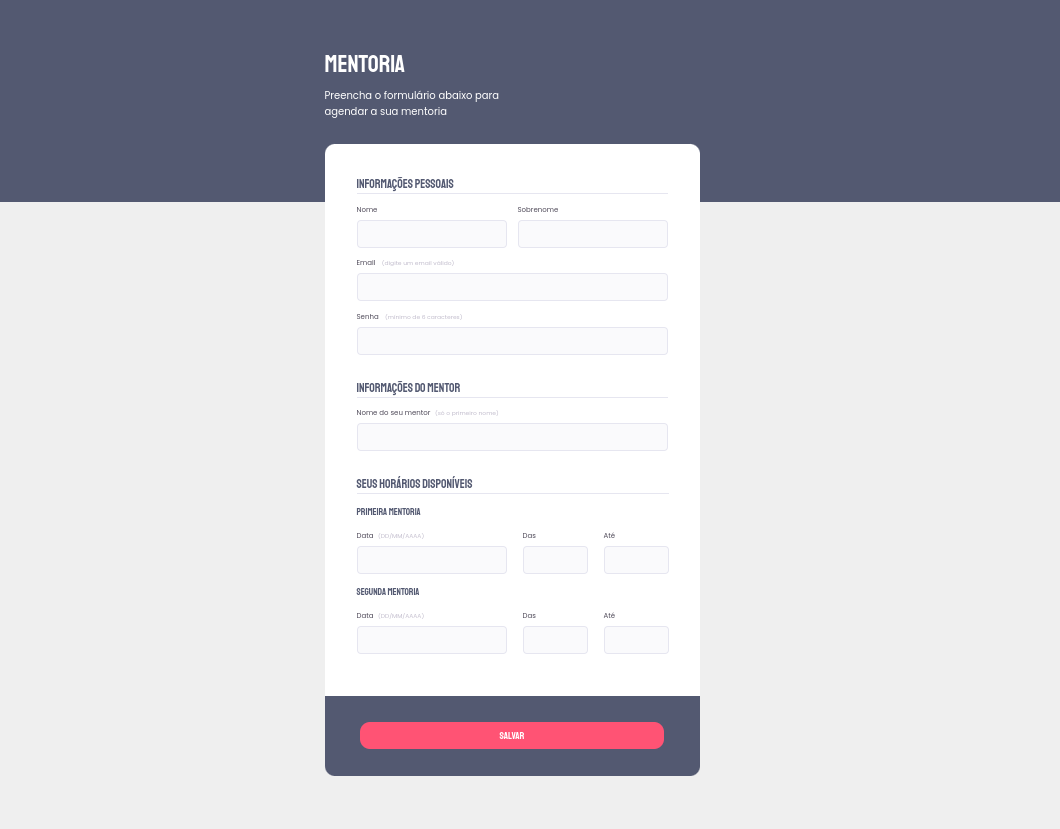 MENTORIA
Preencha o formulário abaixo para
agendar a sua mentoria
INFORMAÇÕES PESSOAIS
Nome Sobrenome
Email (digite um email válido)
Senha (mínimo de 8 caracteres)
INFORMAÇÕES DO MENTOR
Nome do seu mentor (só o primeiro nome)
SEUS HORÁRIOS DISPONÍVEIS
PRIMEIRA MENTORIA
Data (DD/MM/AAAA) Das Até
SEGUNDA MENTORIA
Data (DD/MM/AAAA) Das Até
SALVAR